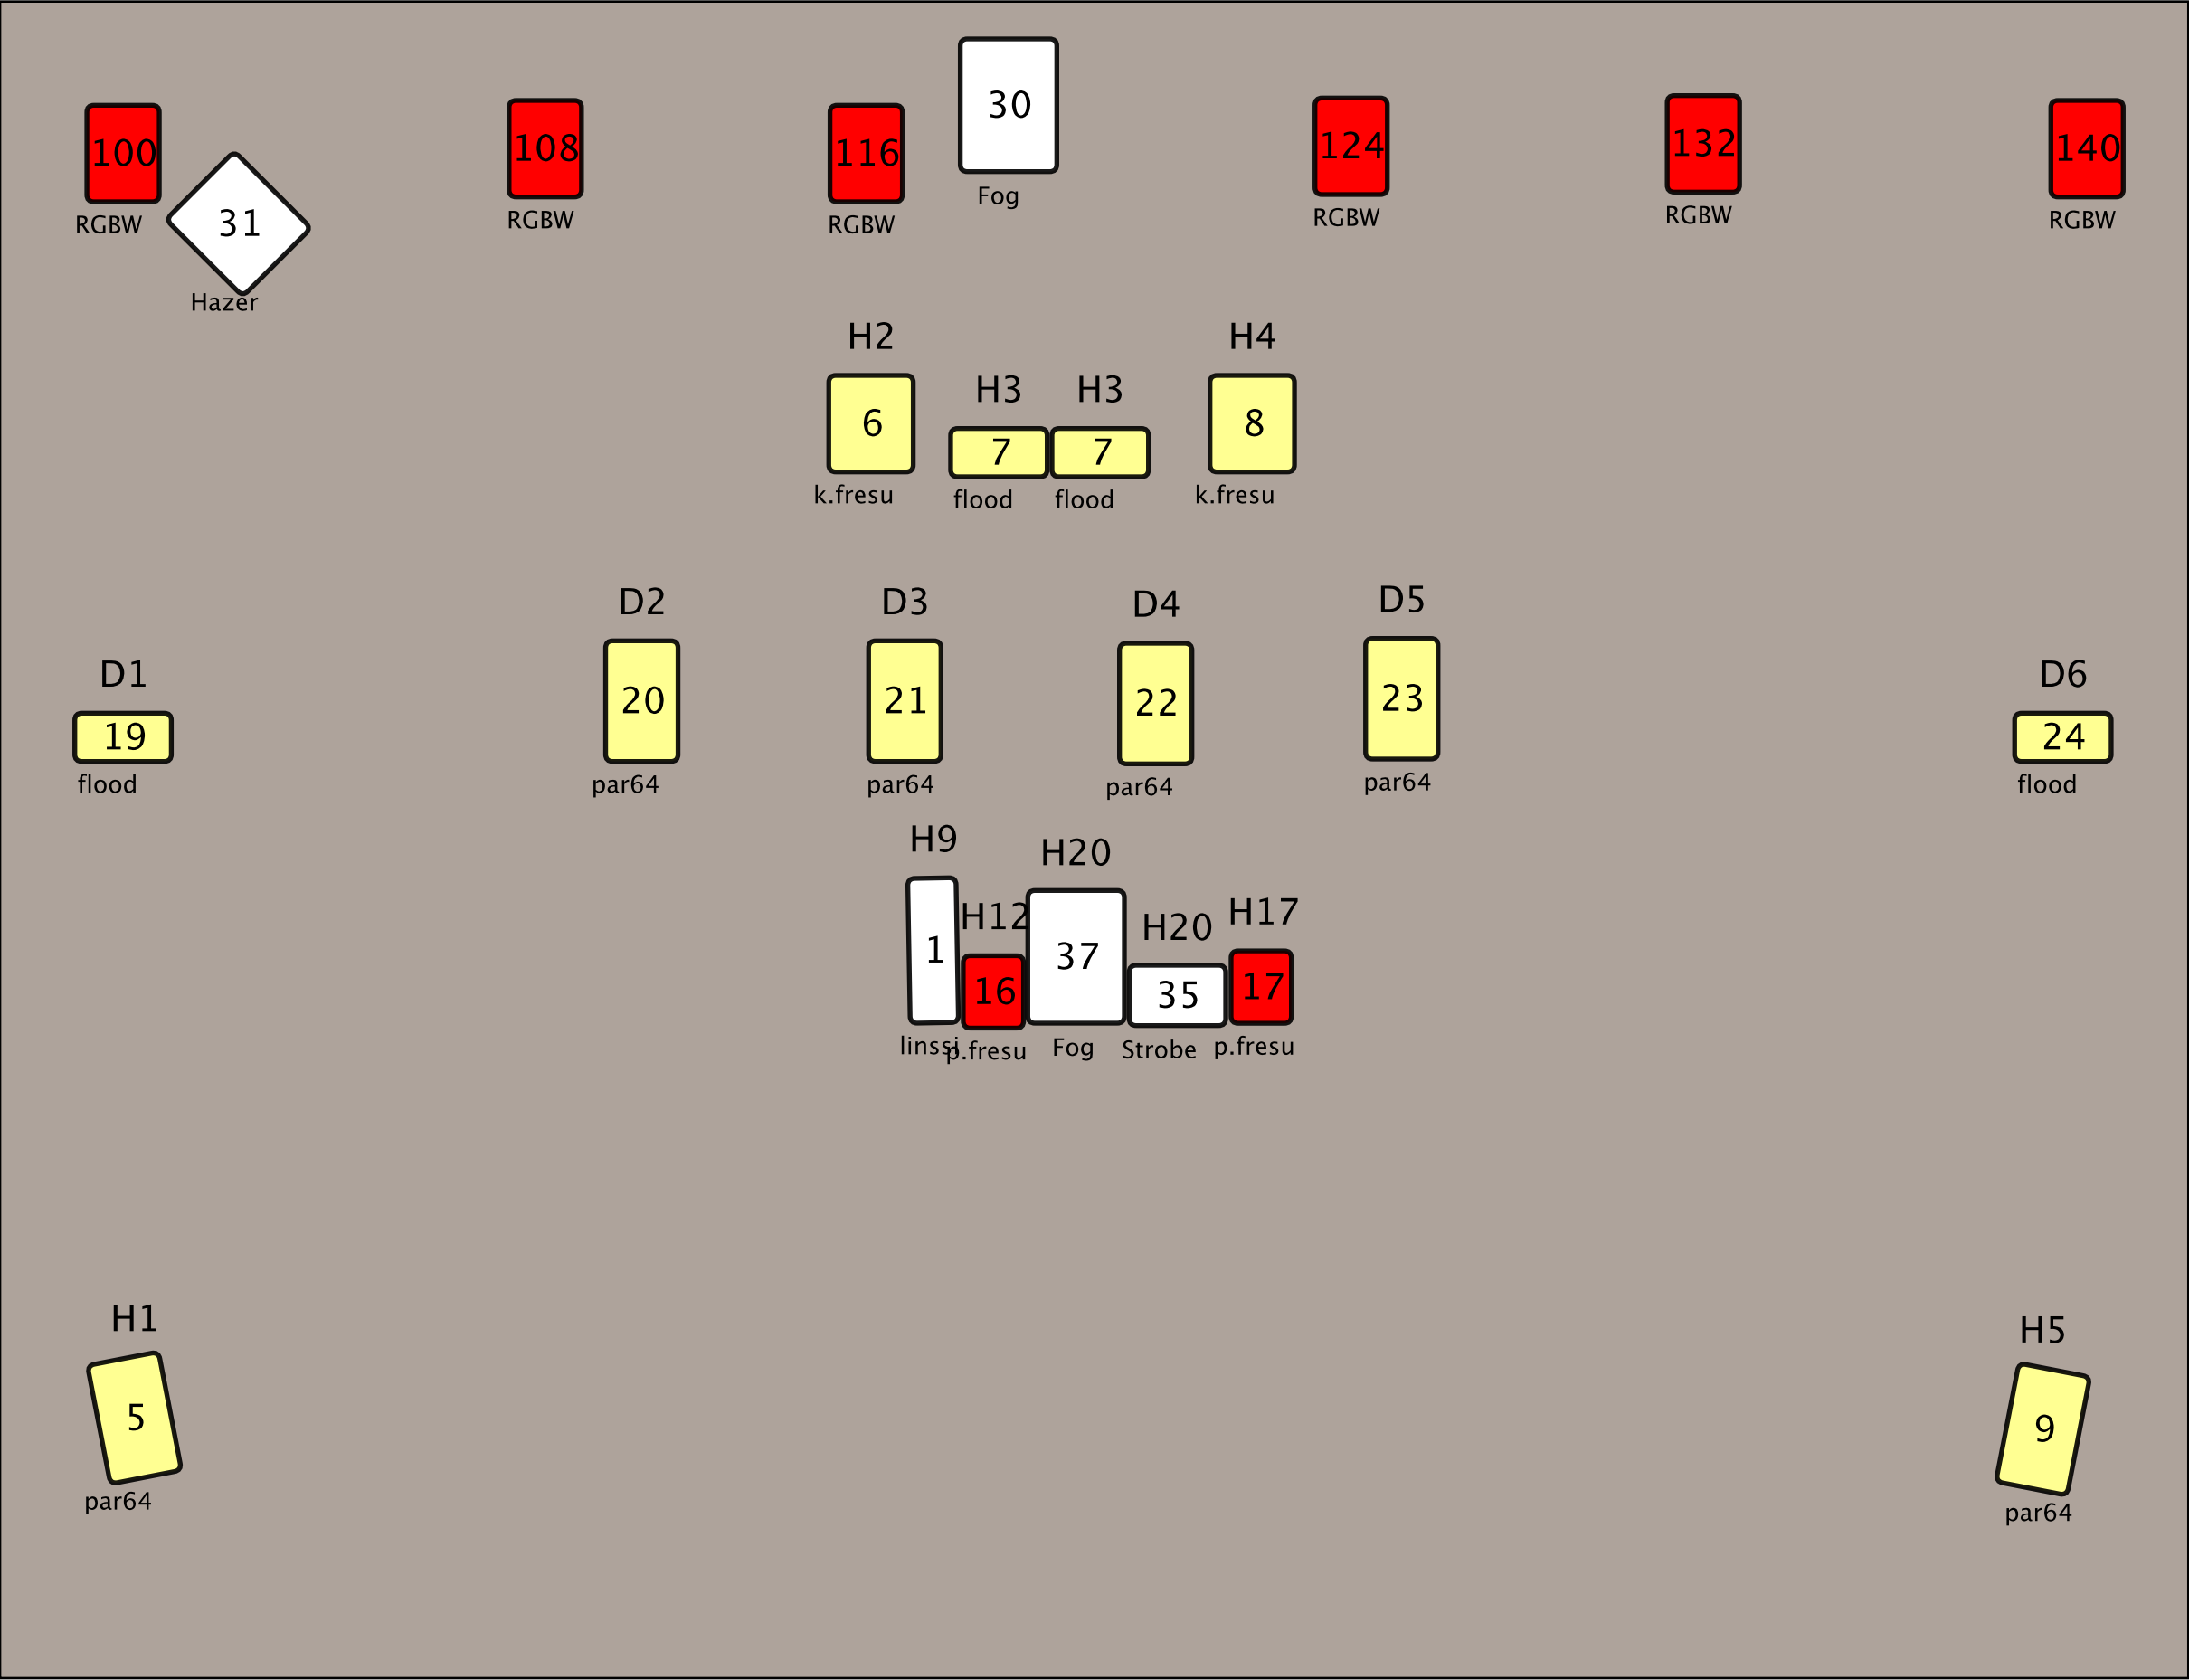 30
Fog
100
RGBW
31
Hazer
108
RGBW
116
RGBW
124
RGBW
132
RGBW
140
RGBW
H2
6
k.fresu
H3
7
flood
H3
7
flood
H4
8
k.fresu
D1
19
flood
D2
20
par64
D3
21
par64
D4
22
par64
D5
23
par64
D6
24
flood
H9
1
linssi
H12
16
p.fresu
H20
37
Fog
H20
35
Strobe
H17
17
p.fresu
H1
5
par64
H5
9
par64